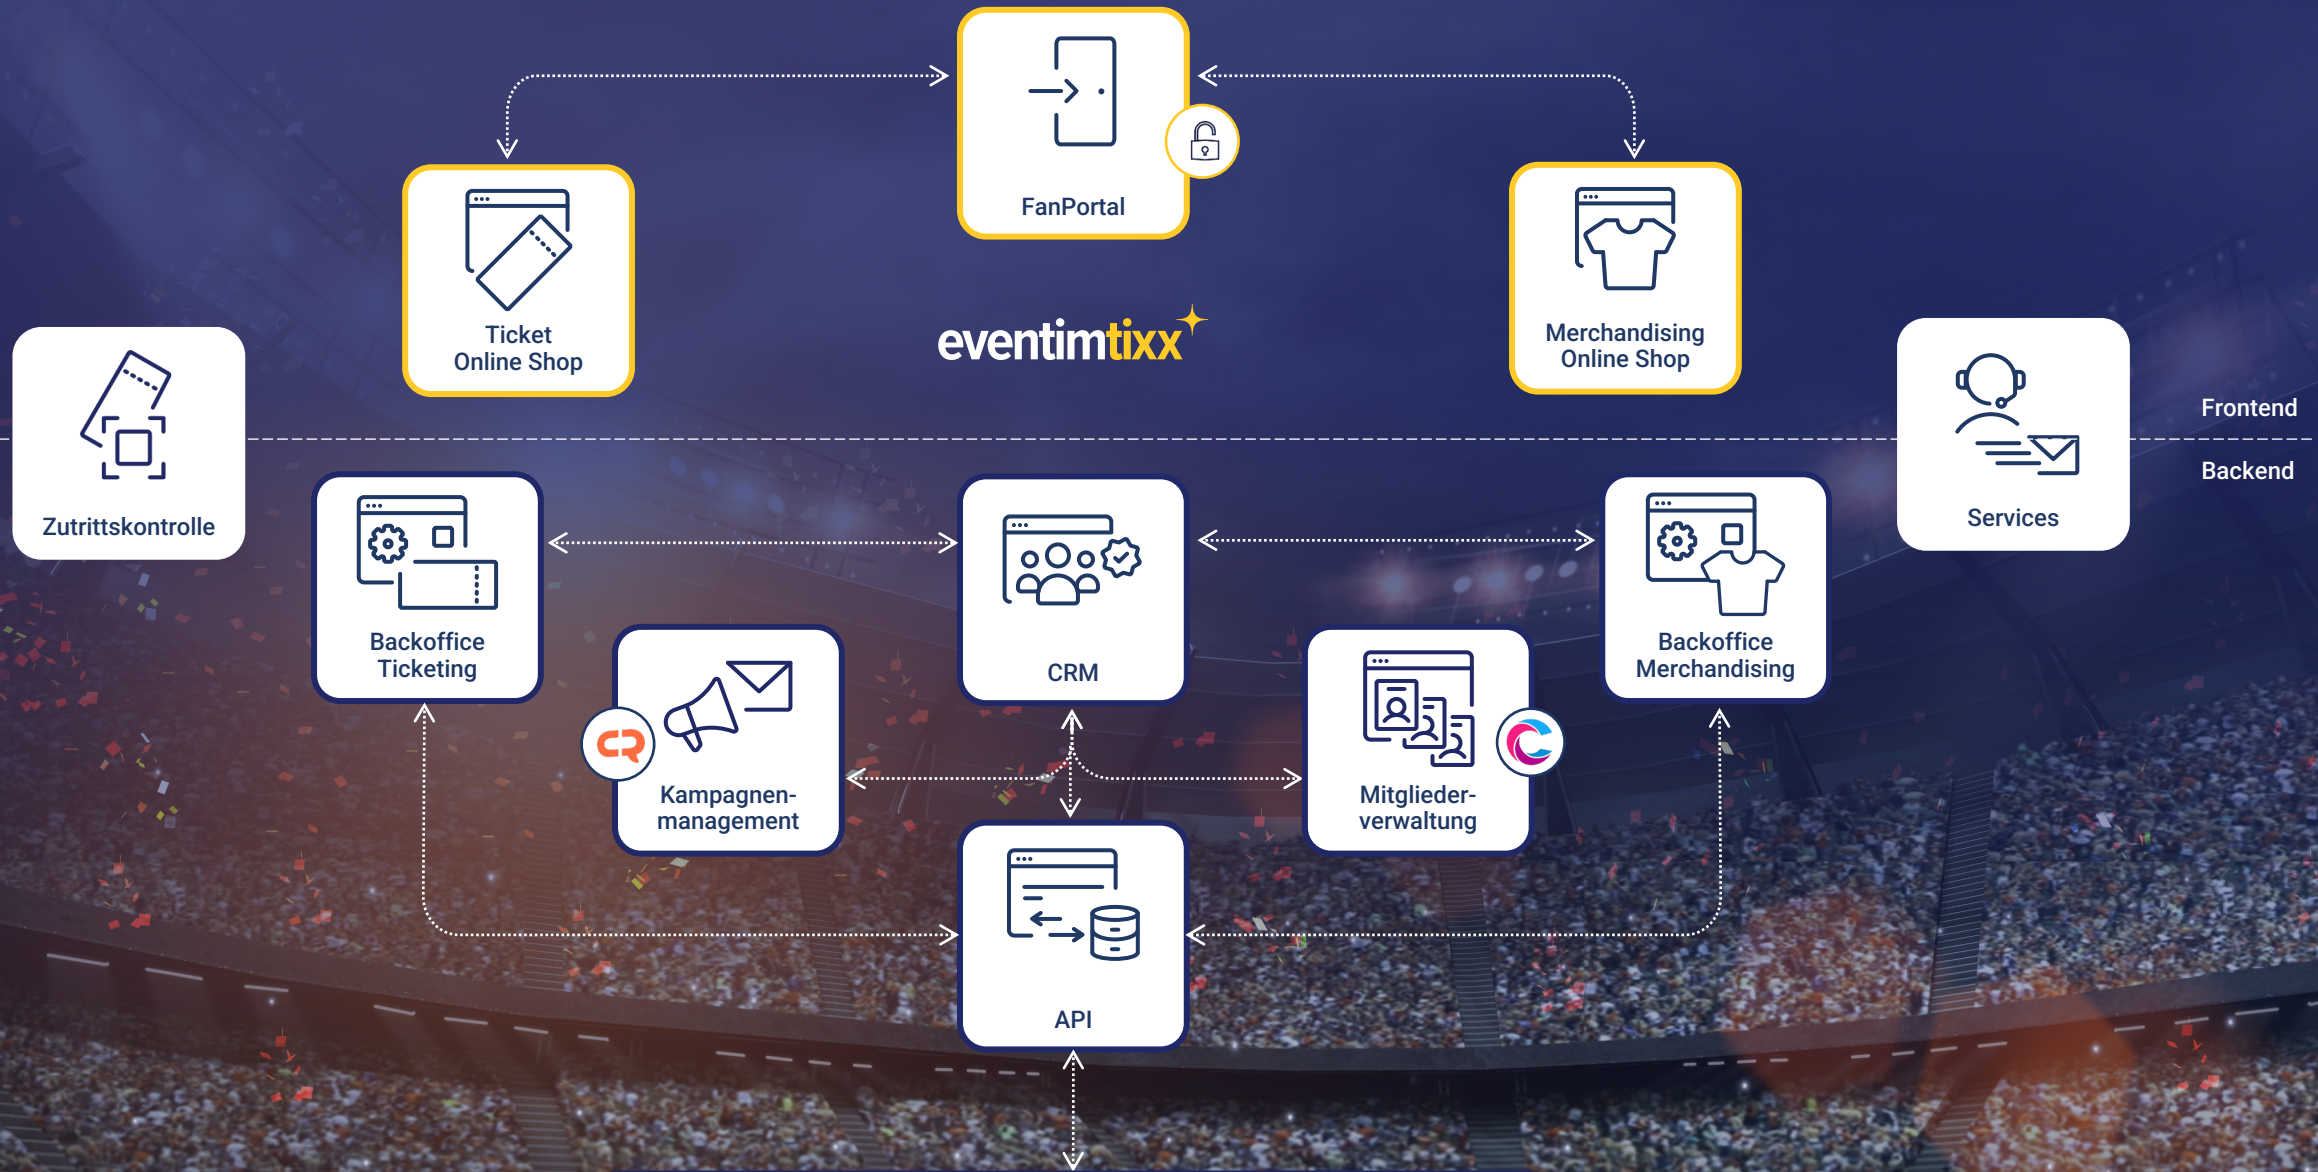 FanPortal
Ticket
Online Shop
eventimtixx
Merchandising
Online Shop
Frontend
Backend
Zutrittskontrolle
Services
Backoffice
Ticketing
CRM
Backoffice
Merchandising
CR
Kampagnen-
management
Mitglieder-
verwaltung
C
API